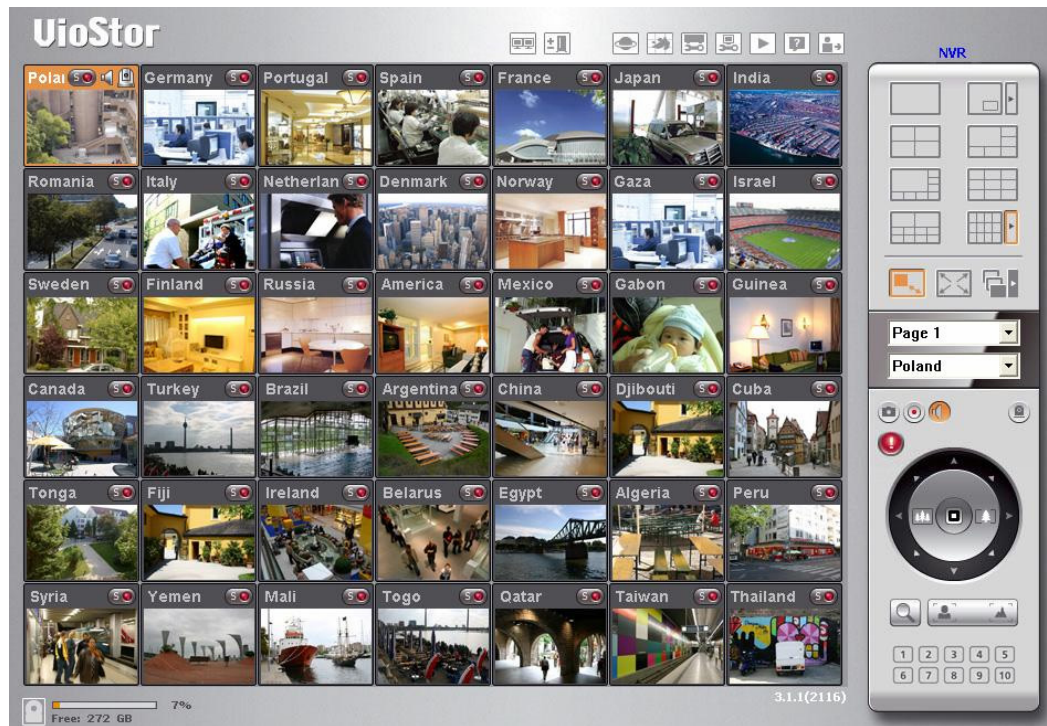 VioStor
NVR
Polar S
Germany S
Portugal S
Spain S
France S
Japan S
India S
Romania S
Italy S
Netherlan S
Denmark S
Norway S
Gaza S
Israel S
Sweden S
Finland S
Russia S
America S
Mexico S
Gabon S
Guinea S
Page 1
Poland
Canada S
Turkey S
Brazil S
Argentina S
China S
Djibouti S
Cuba S
Tonga S
Fiji S
Ireland S
Belarus S
Egypt S
Algeria S
Peru S
Syria S
Yemen S
Mali S
Togo S
Qatar S
Taiwan S
Thailand S
1 2 3 4 5
6 7 8 9 10
7%
Free: 272 GB
3.1.1(2116)